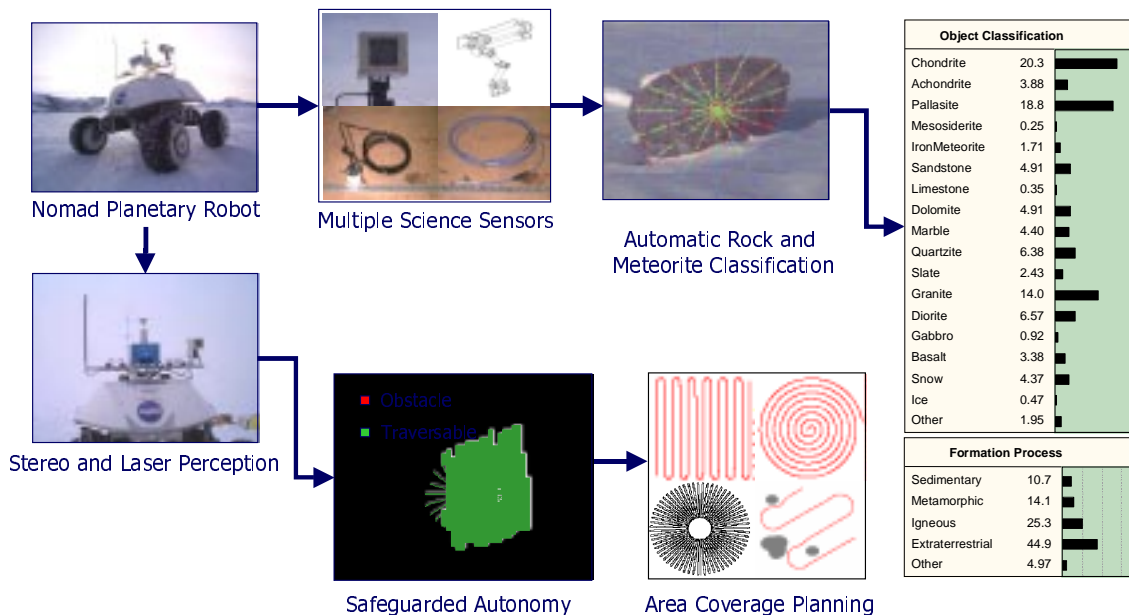 Nomad Planetary Robot
Multiple Science Sensors
Automatic Rock and
Meteorite Classification
Stereo and Laser Perception
Obstacle
Traversable
Safeguarded Autonomy
Area Coverage Planning
Object Classification
Chondrite 20.3
Achondrite 3.88
Pallasite 18.8
Mesosiderite 0.25
IronMeteorite 1.71
Sandstone 4.91
Limestone 0.35
Dolomite 4.91
Marble 4.40
Quartzite 6.38
Slate 2.43
Granite 14.0
Diorite 6.57
Gabbro 0.92
Basalt 3.38
Snow 4.37
Ice 0.47
Other 1.95
Formation Process
Sedimentary 10.7
Metamorphic 14.1
Igneous 25.3
Extraterrestrial 44.9
Other 4.97